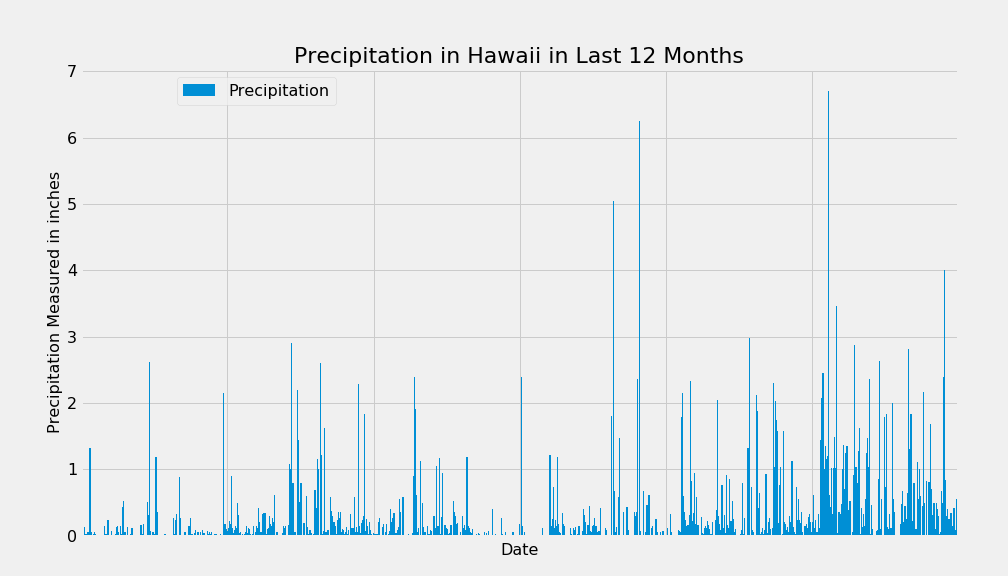 Precipitation in Hawaii in Last 12 Months
7
Precipitation
6
5
4
3
2
1
0
Precipitation Measured in inches
Date